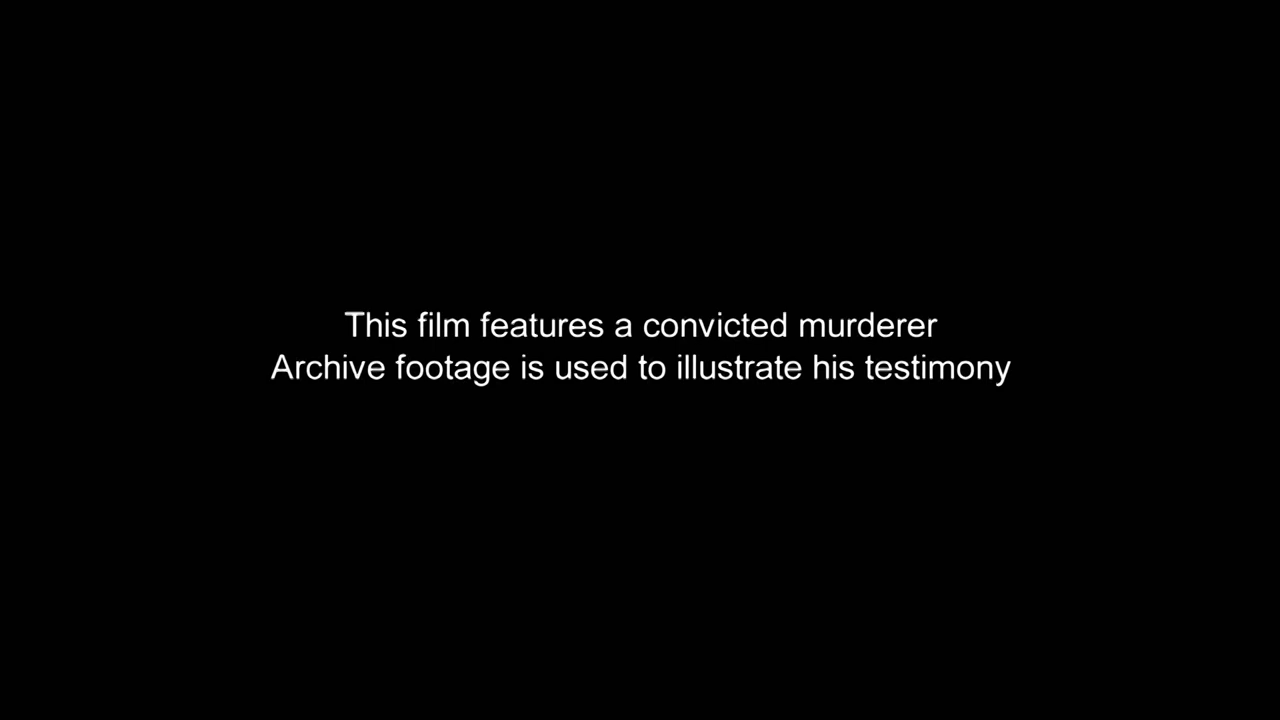 This film features a convicted murderer
Archive footage is used to illustrate his testimony